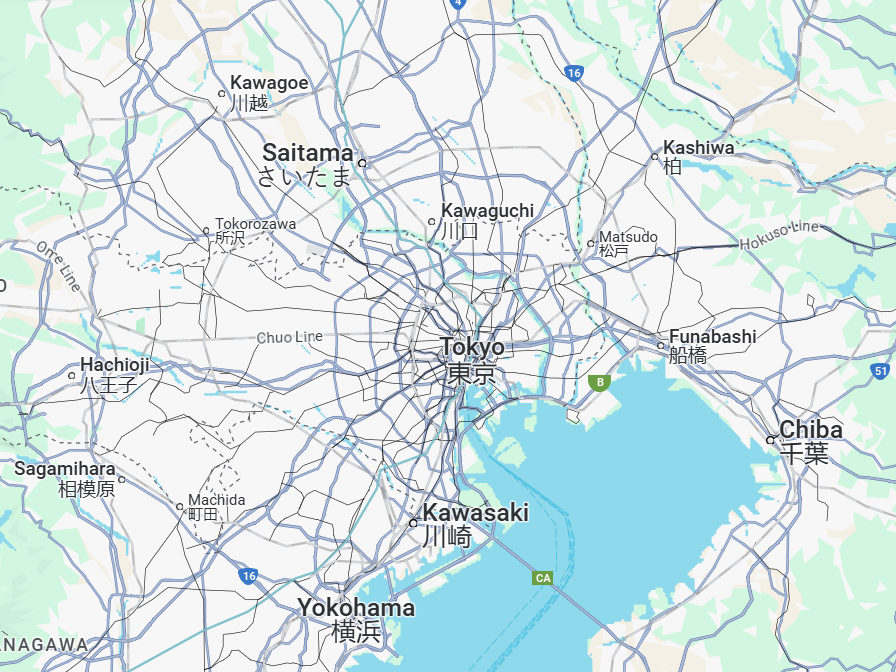 4
16
Kawagoe
川越
Saitama
さいたま
Kashiwa
柏
Kawaguchi
川口
Tokorozawa
所沢
Matsudo
松戸
Hokuso Line
Ome Line
O
Chuo Line
Tokyo
東京
Funabashi
船橋
Hachioji
八王子
51
B
Chiba
千葉
Sagamihara
相模原
Machida
町田
Kawasaki
川崎
16
CA
Yokohama
横浜
NAGAWA